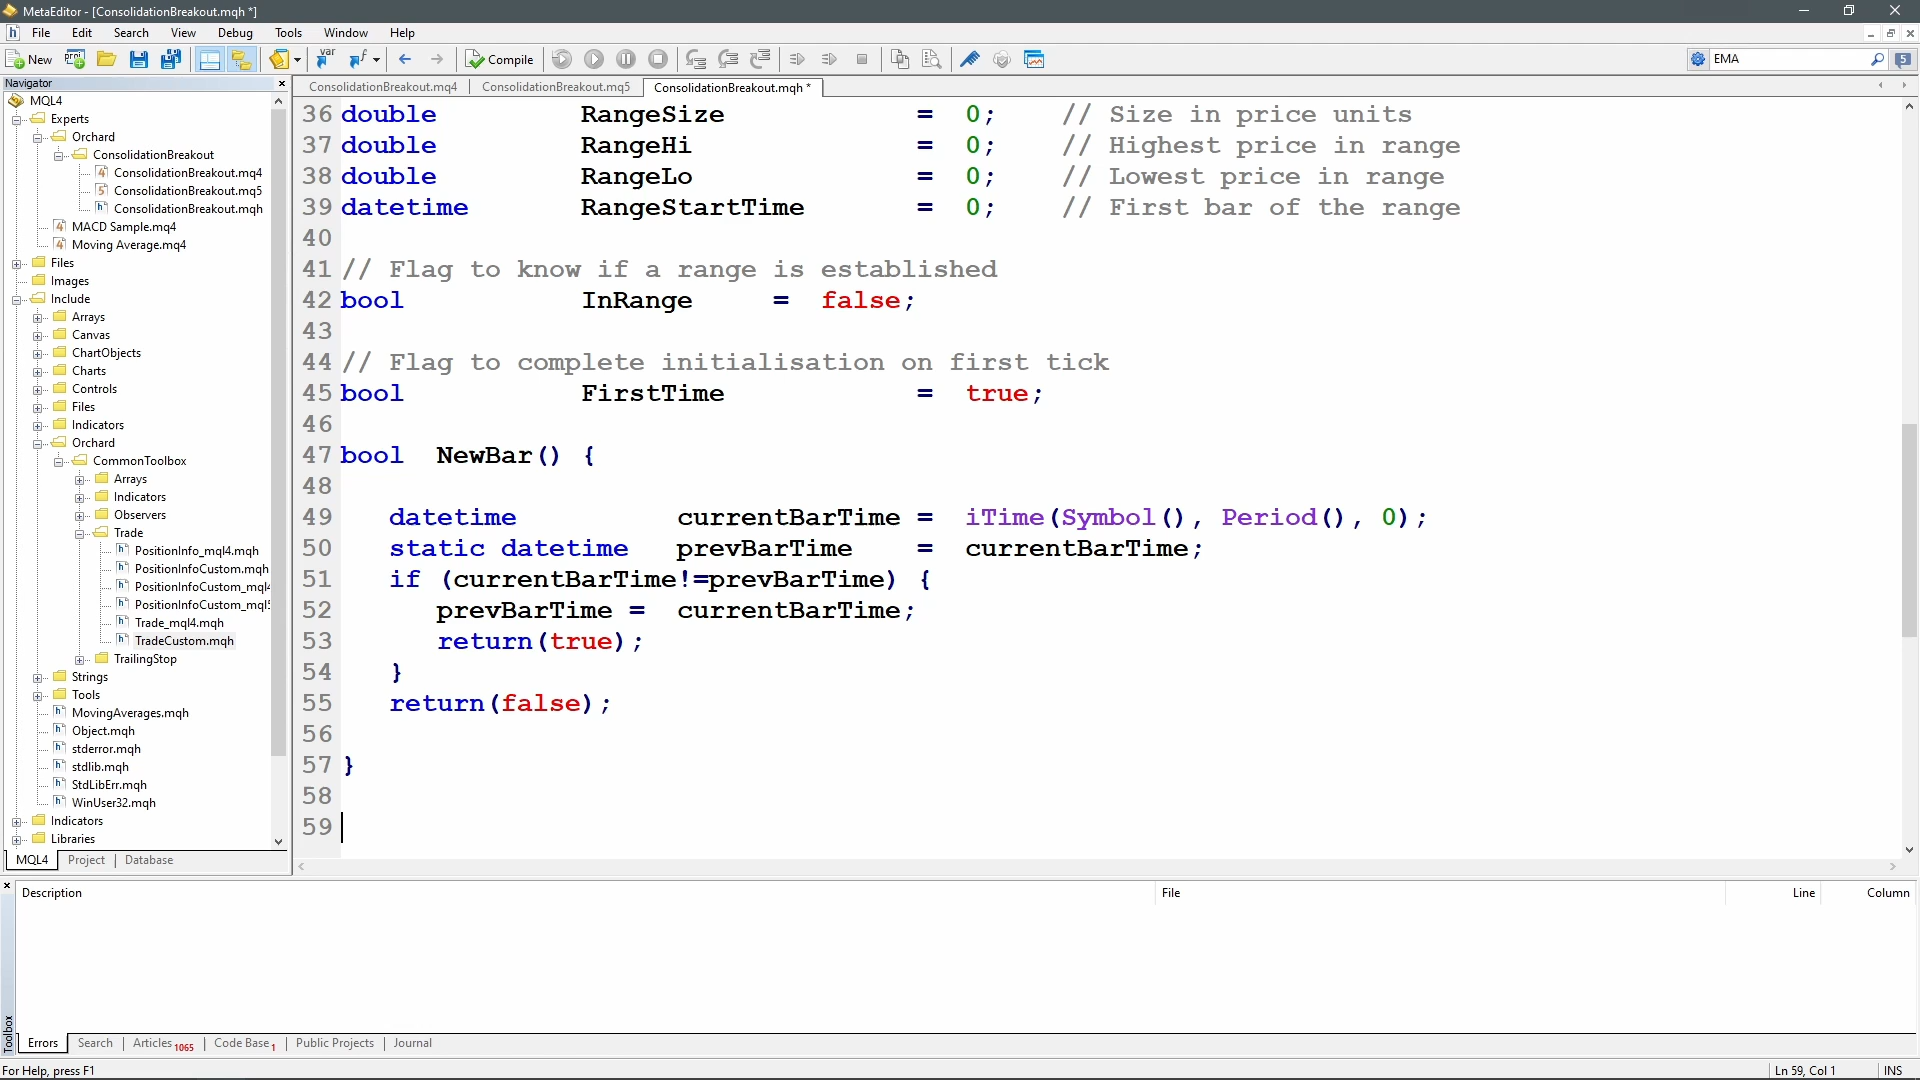 MetaEditor - [ConsolidationBreakout.mqh *]
File Edit Search View Debug Tools Window Help
New Compile EMA 5
Navigator
MQL4
Experts
Orchard
ConsolidationBreakout
ConsolidationBreakout.mq4
ConsolidationBreakout.mq5
ConsolidationBreakout.mqh
MACD Sample.mq4
Moving Average.mq4
Files
Images
Include
Arrays
Canvas
ChartObjects
Charts
Controls
Files
Indicators
Orchard
CommonToolbox
Arrays
Indicators
Observers
Trade
PositionInfo_mql4.mqh
PositionInfoCustom.mqh
PositionInfoCustom_mql4
PositionInfoCustom_mql5
Trade_mql4.mqh
TradeCustom.mqh
TrailingStop
Strings
Tools
MovingAverages.mqh
Object.mqh
stderror.mqh
stdlib.mqh
StdLibErr.mqh
WinUser32.mqh
Indicators
Libraries
MQL4 Project Database
ConsolidationBreakout.mq4 ConsolidationBreakout.mq5 ConsolidationBreakout.mqh *
36 double RangeSize = 0; // Size in price units
37 double RangeHi = 0; // Highest price in range
38 double RangeLo = 0; // Lowest price in range
39 datetime RangeStartTime = 0; // First bar of the range
40
41 // Flag to know if a range is established
42 bool InRange = false;
43
44 // Flag to complete initialisation on first tick
45 bool FirstTime = true;
46
47 bool NewBar() {
48
49 datetime currentBarTime = iTime(Symbol(), Period(), 0);
50 static datetime prevBarTime = currentBarTime;
51 if (currentBarTime!=prevBarTime) {
52 prevBarTime = currentBarTime;
53 return(true);
54 }
55 return(false);
56
57 }
58
59
Description File Line Column
Toolbox
Errors Search Articles 1065 Code Base 1 Public Projects Journal
For Help, press F1 Ln 59, Col 1 INS